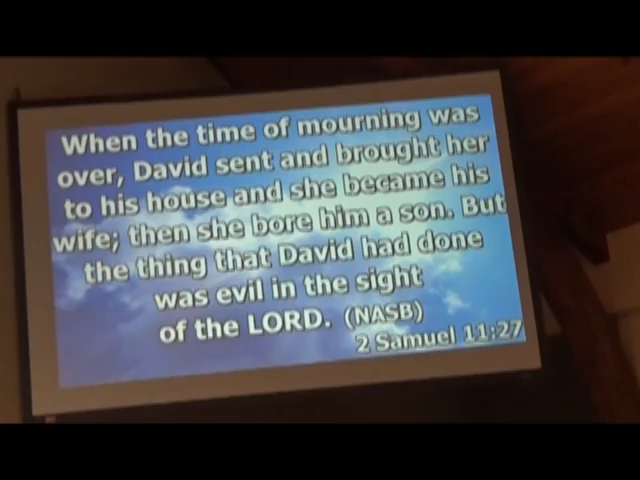 When the time of mourning was
over, David sent and brought her
to his house and she became his
wife; then she bore him a son. But
the thing that David had done
was evil in the sight
of the LORD. (NASB)
2 Samuel 11:27